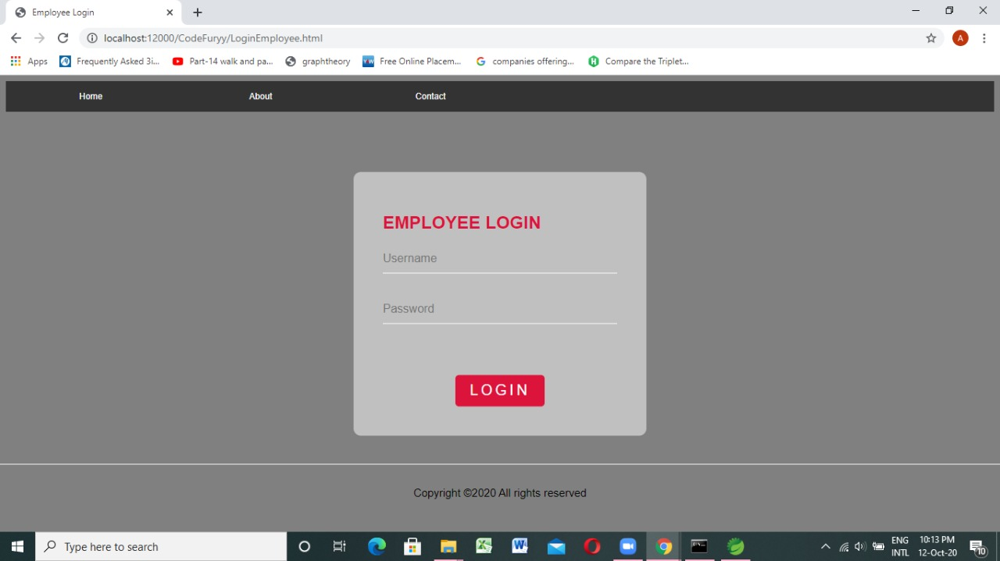 Employee Login
localhost:12000/CodeFuryy/LoginEmployee.html
A
Apps Frequently Asked 3i... Part-14 walk and pa... graphtheory Free Online Placem... companies offering... Compare the Triplet...
Home About Contact
EMPLOYEE LOGIN
Username
Password
LOGIN
Copyright ©2020 All rights reserved
Type here to search
ENG 10:13 PM
INTL 12-Oct-20
10